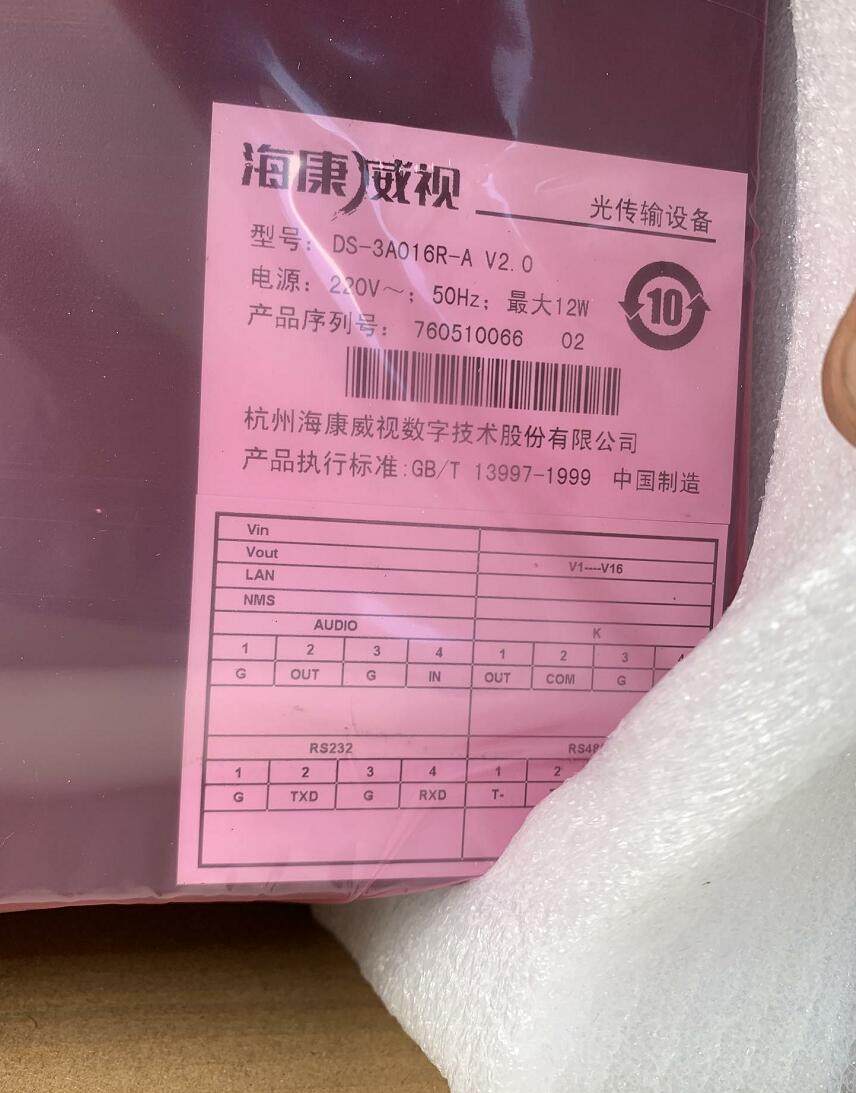 海康威视
光传输设备
型号: DS-3A016R-A V2.0
电源: 220V～; 50Hz; 最大12W
10
产品序列号: 760510066 02
杭州海康威视数字技术股份有限公司
产品执行标准:GB/T 13997-1999 中国制造
Vin
Vout V1----V16
LAN
NMS
AUDIO K
1 2 3 4 1 2 3 4
G OUT G IN OUT COM G
RS232 RS48
1 2 3 4 1 2
G TXD G RXD T-